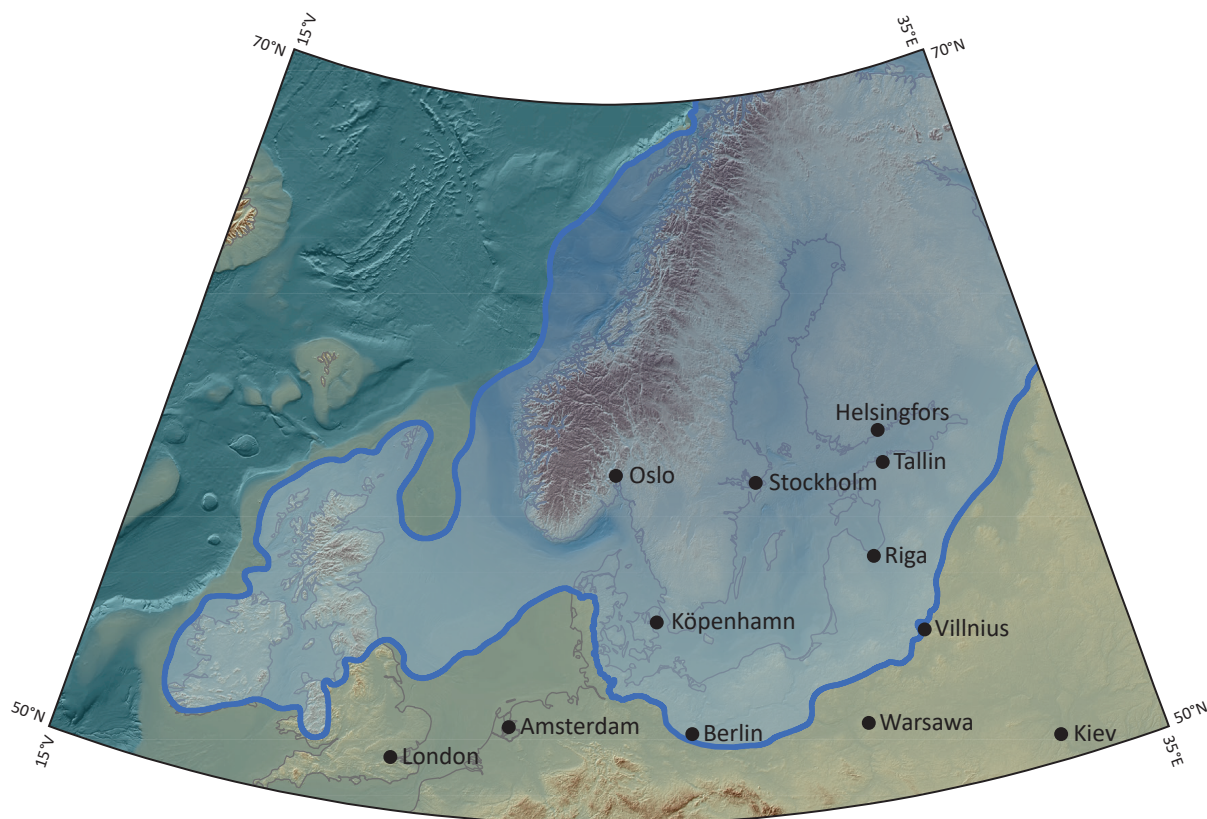 15°V
35°E
70°N
70°N
Helsingfors
Tallin
Oslo
Stockholm
Riga
Köpenhamn
Villnius
50°N
50°N
Amsterdam
Berlin
Warsawa
Kiev
15°V
35°E
London